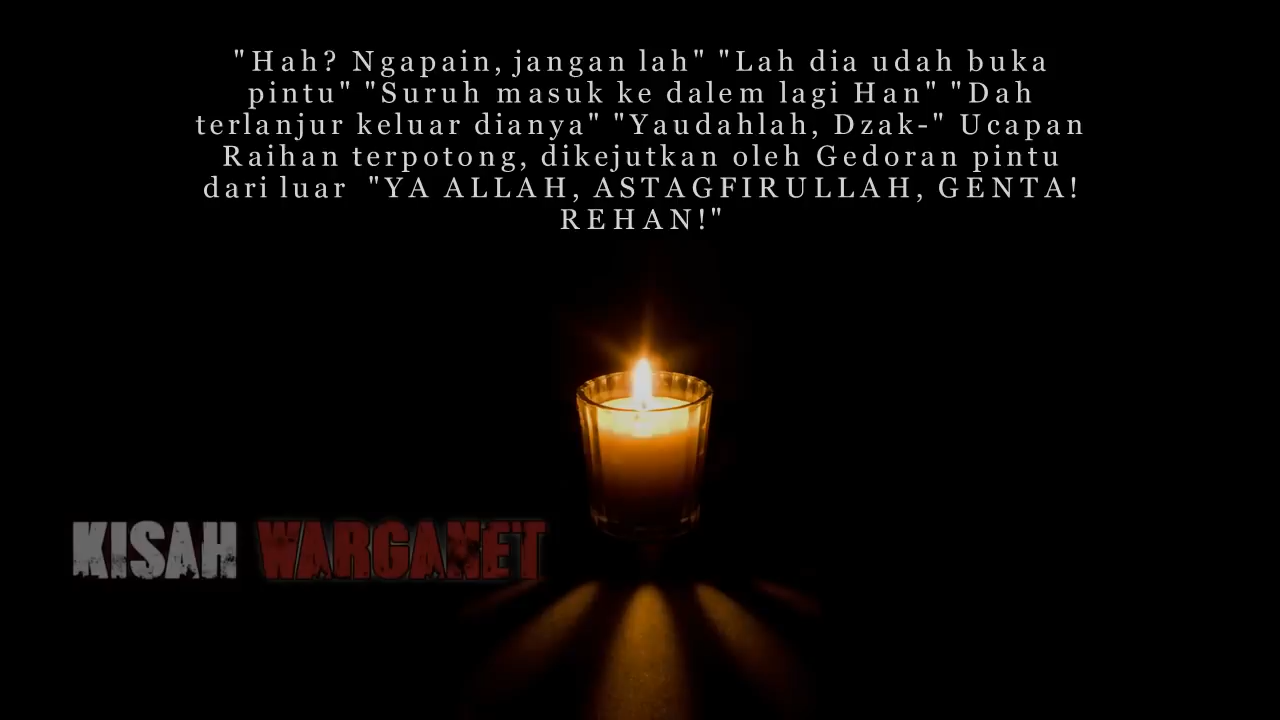 "Hah? Ngapain, jangan lah" "Lah dia udah buka
pintu" "Suruh masuk ke dalem lagi Han" "Dah
terlanjur keluar dianya" "Yaudahlah, Dzak-" Ucapan
Raihan terpotong, dikejutkan oleh Gedoran pintu
dari luar "YA ALLAH, ASTAGFIRULLAH, GENTA!
REHAN!"
KISAH WARGANET